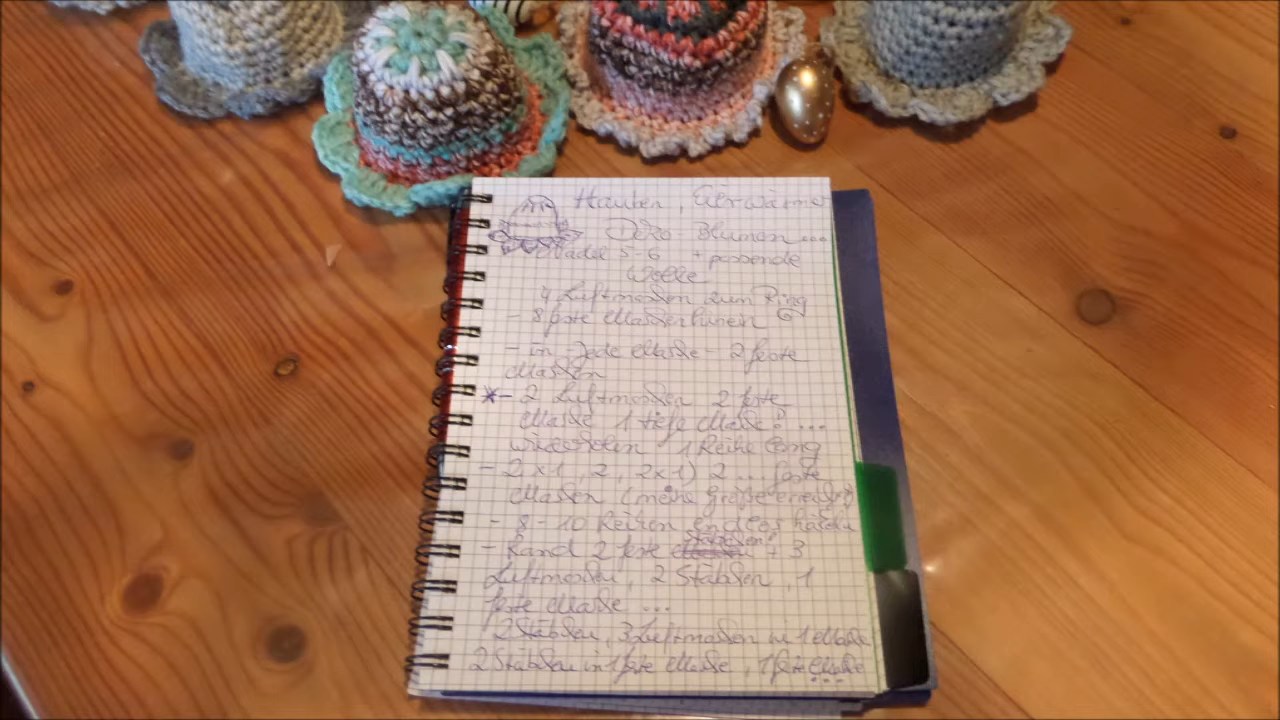 Hauben, Eierwärmer
Deko-Blumen ...
Nadel 5-6 + passende
Wolle
4 Luftmaschen zum Ring
- 8 feste Maschen
- in jede Masche - 2 feste
Maschen
*- 2 Luftmaschen 2 feste
Masche 1 tiefe Masche? ...
wiederholen 1 Reihe lang
- 2x1, 2, 2x1, 2 .. feste
Maschen (meine Größe erreicht)
- 8-10 Reihen endlos häkeln
- Rand 2 feste Stäbchen! + 3
Luftmaschen, 2 Stäbchen, 1
feste Masche ...
2 Stäbchen, 3 Luftmaschen in 1 Masche
2 Stäbchen in 1 feste Masche, 1 feste Masche
...